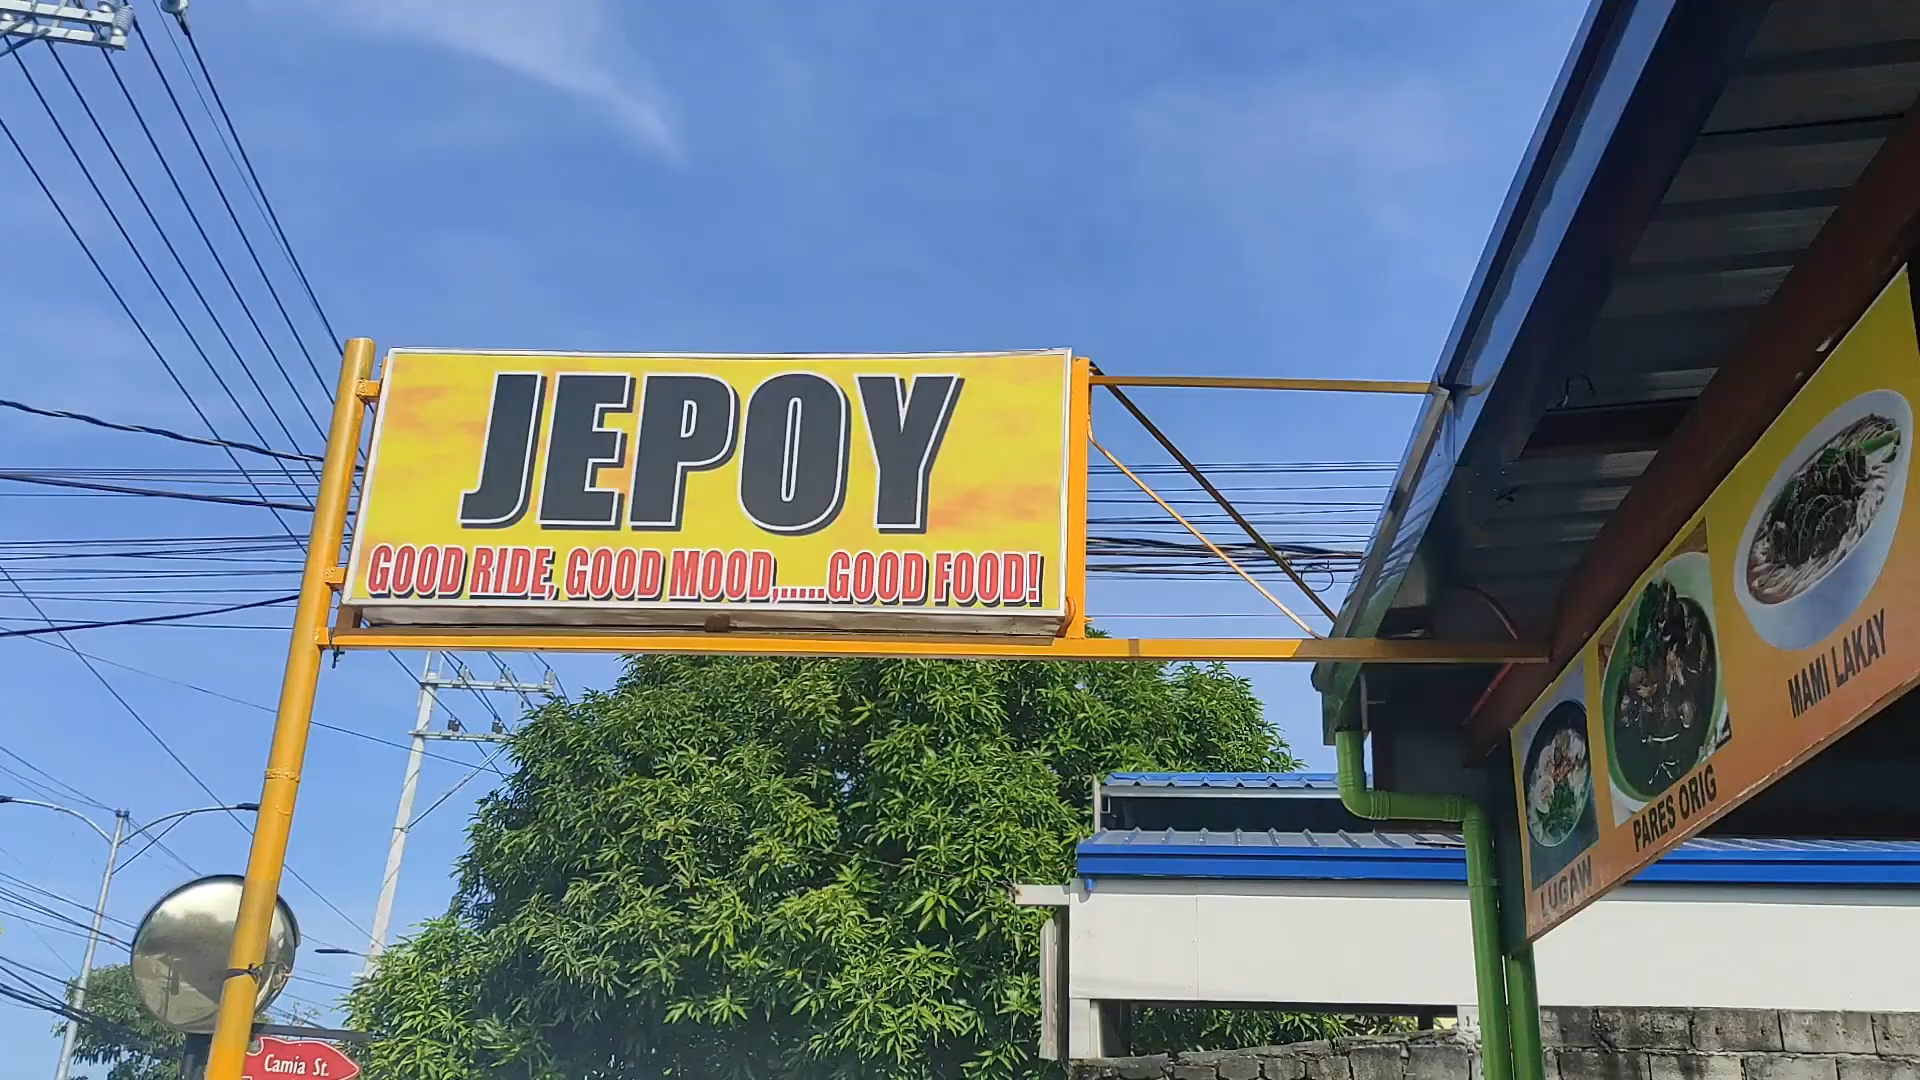 JEPOY
GOOD RIDE, GOOD MOOD,.....GOOD FOOD!
MAMI LAKAY
PARES ORIG
LUGAW
Camia St.